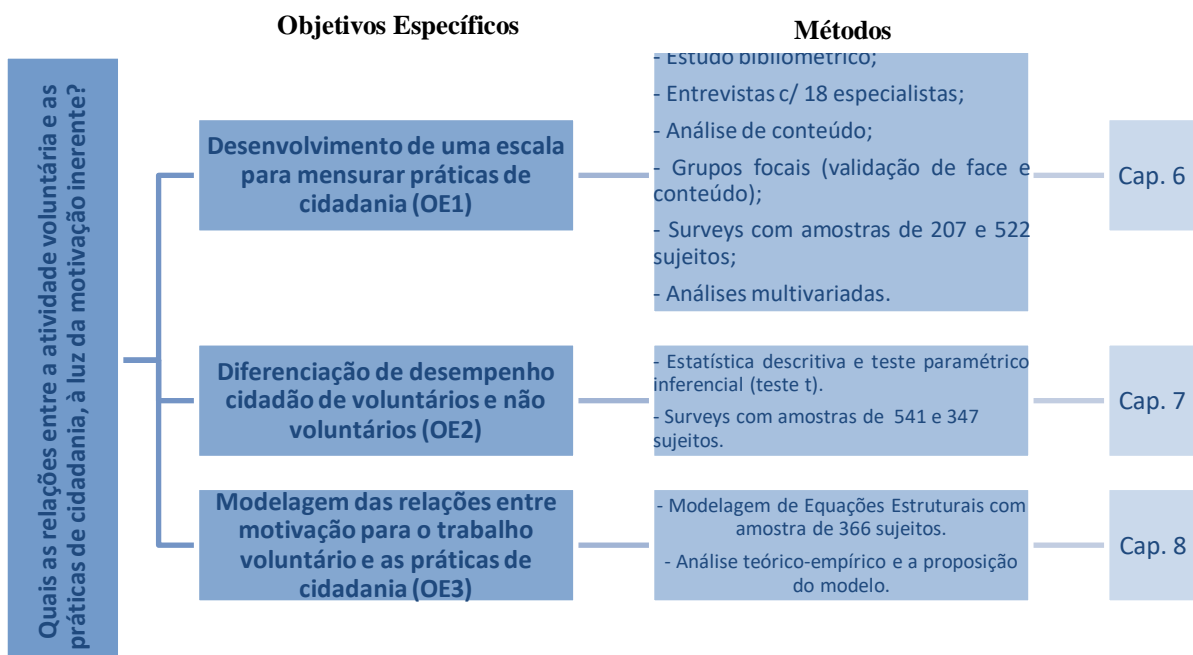 Objetivos Específicos
Métodos
Quais as relações entre a atividade voluntária e as
práticas de cidadania, à luz da motivação inerente?
Desenvolvimento de uma escala
para mensurar práticas de
cidadania (OE1)
- Estudo bibliométrico;
- Entrevistas c/ 18 especialistas;
- Análise de conteúdo;
- Grupos focais (validação de face e
conteúdo);
- Surveys com amostras de 207 e 522
sujeitos;
- Análises multivariadas.
Cap. 6
Diferenciação de desempenho
cidadão de voluntários e não
voluntários (OE2)
- Estatística descritiva e teste paramétrico
inferencial (teste t).
- Surveys com amostras de 541 e 347
sujeitos.
Cap. 7
Modelagem das relações entre
motivação para o trabalho
voluntário e as práticas de
cidadania (OE3)
- Modelagem de Equações Estruturais com
amostra de 366 sujeitos.
- Análise teórico-empírico e a proposição
do modelo.
Cap. 8